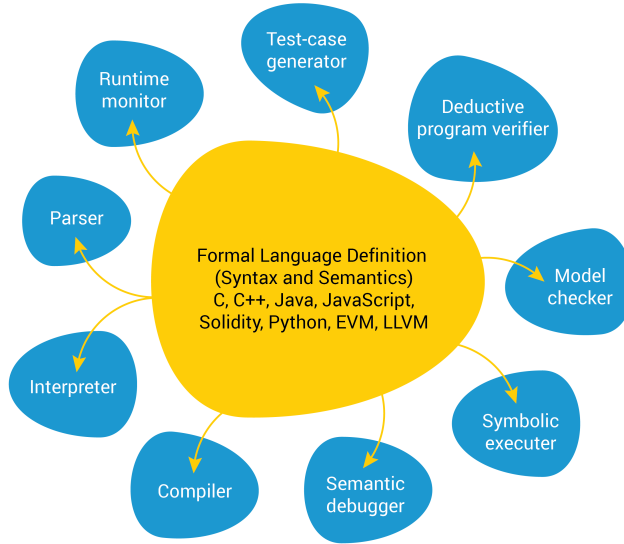 Test-case
generator
Runtime
monitor
Deductive
program verifier
Parser
Formal Language Definition
(Syntax and Semantics)
C, C++, Java, JavaScript,
Solidity, Python, EVM, LLVM
Model
checker
Interpreter
Symbolic
executer
Compiler
Semantic
debugger